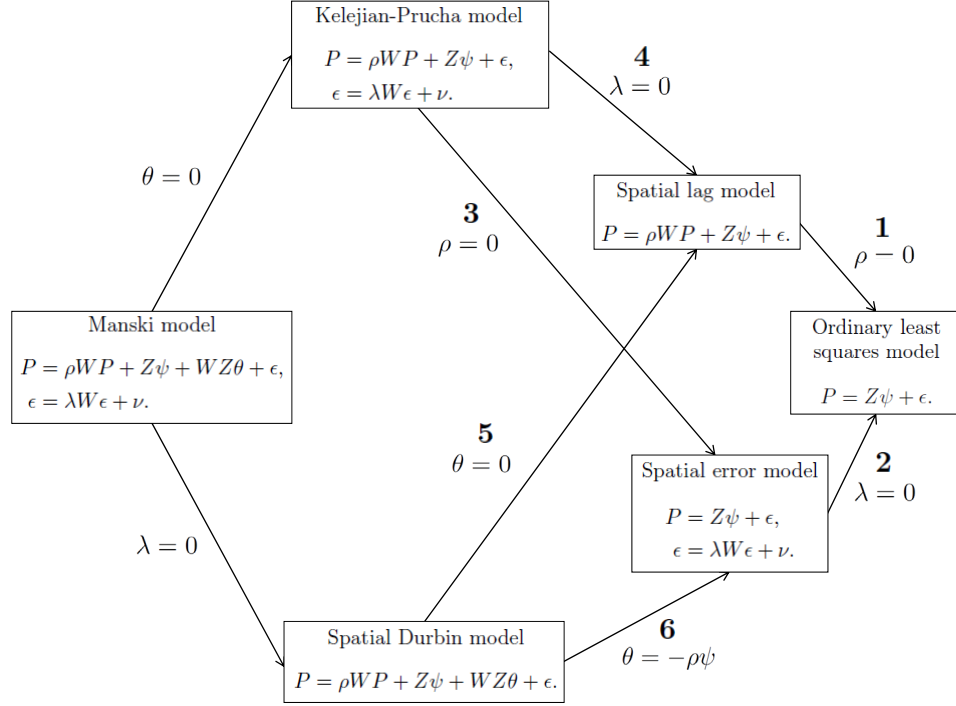 Kelejian-Prucha model
P = ρWP + Zψ + ϵ,
ϵ = λWϵ + ν.
4
λ = 0
θ = 0
Spatial lag model
P = ρWP + Zψ + ϵ.
3
ρ = 0
1
ρ − 0
Manski model
P = ρWP + Zψ + WZθ + ϵ,
ϵ = λWϵ + ν.
Ordinary least
squares model
P = Zψ + ϵ.
5
θ = 0
Spatial error model
P = Zψ + ϵ,
ϵ = λWϵ + ν.
2
λ = 0
λ = 0
Spatial Durbin model
P = ρWP + Zψ + WZθ + ϵ.
6
θ = −ρψ